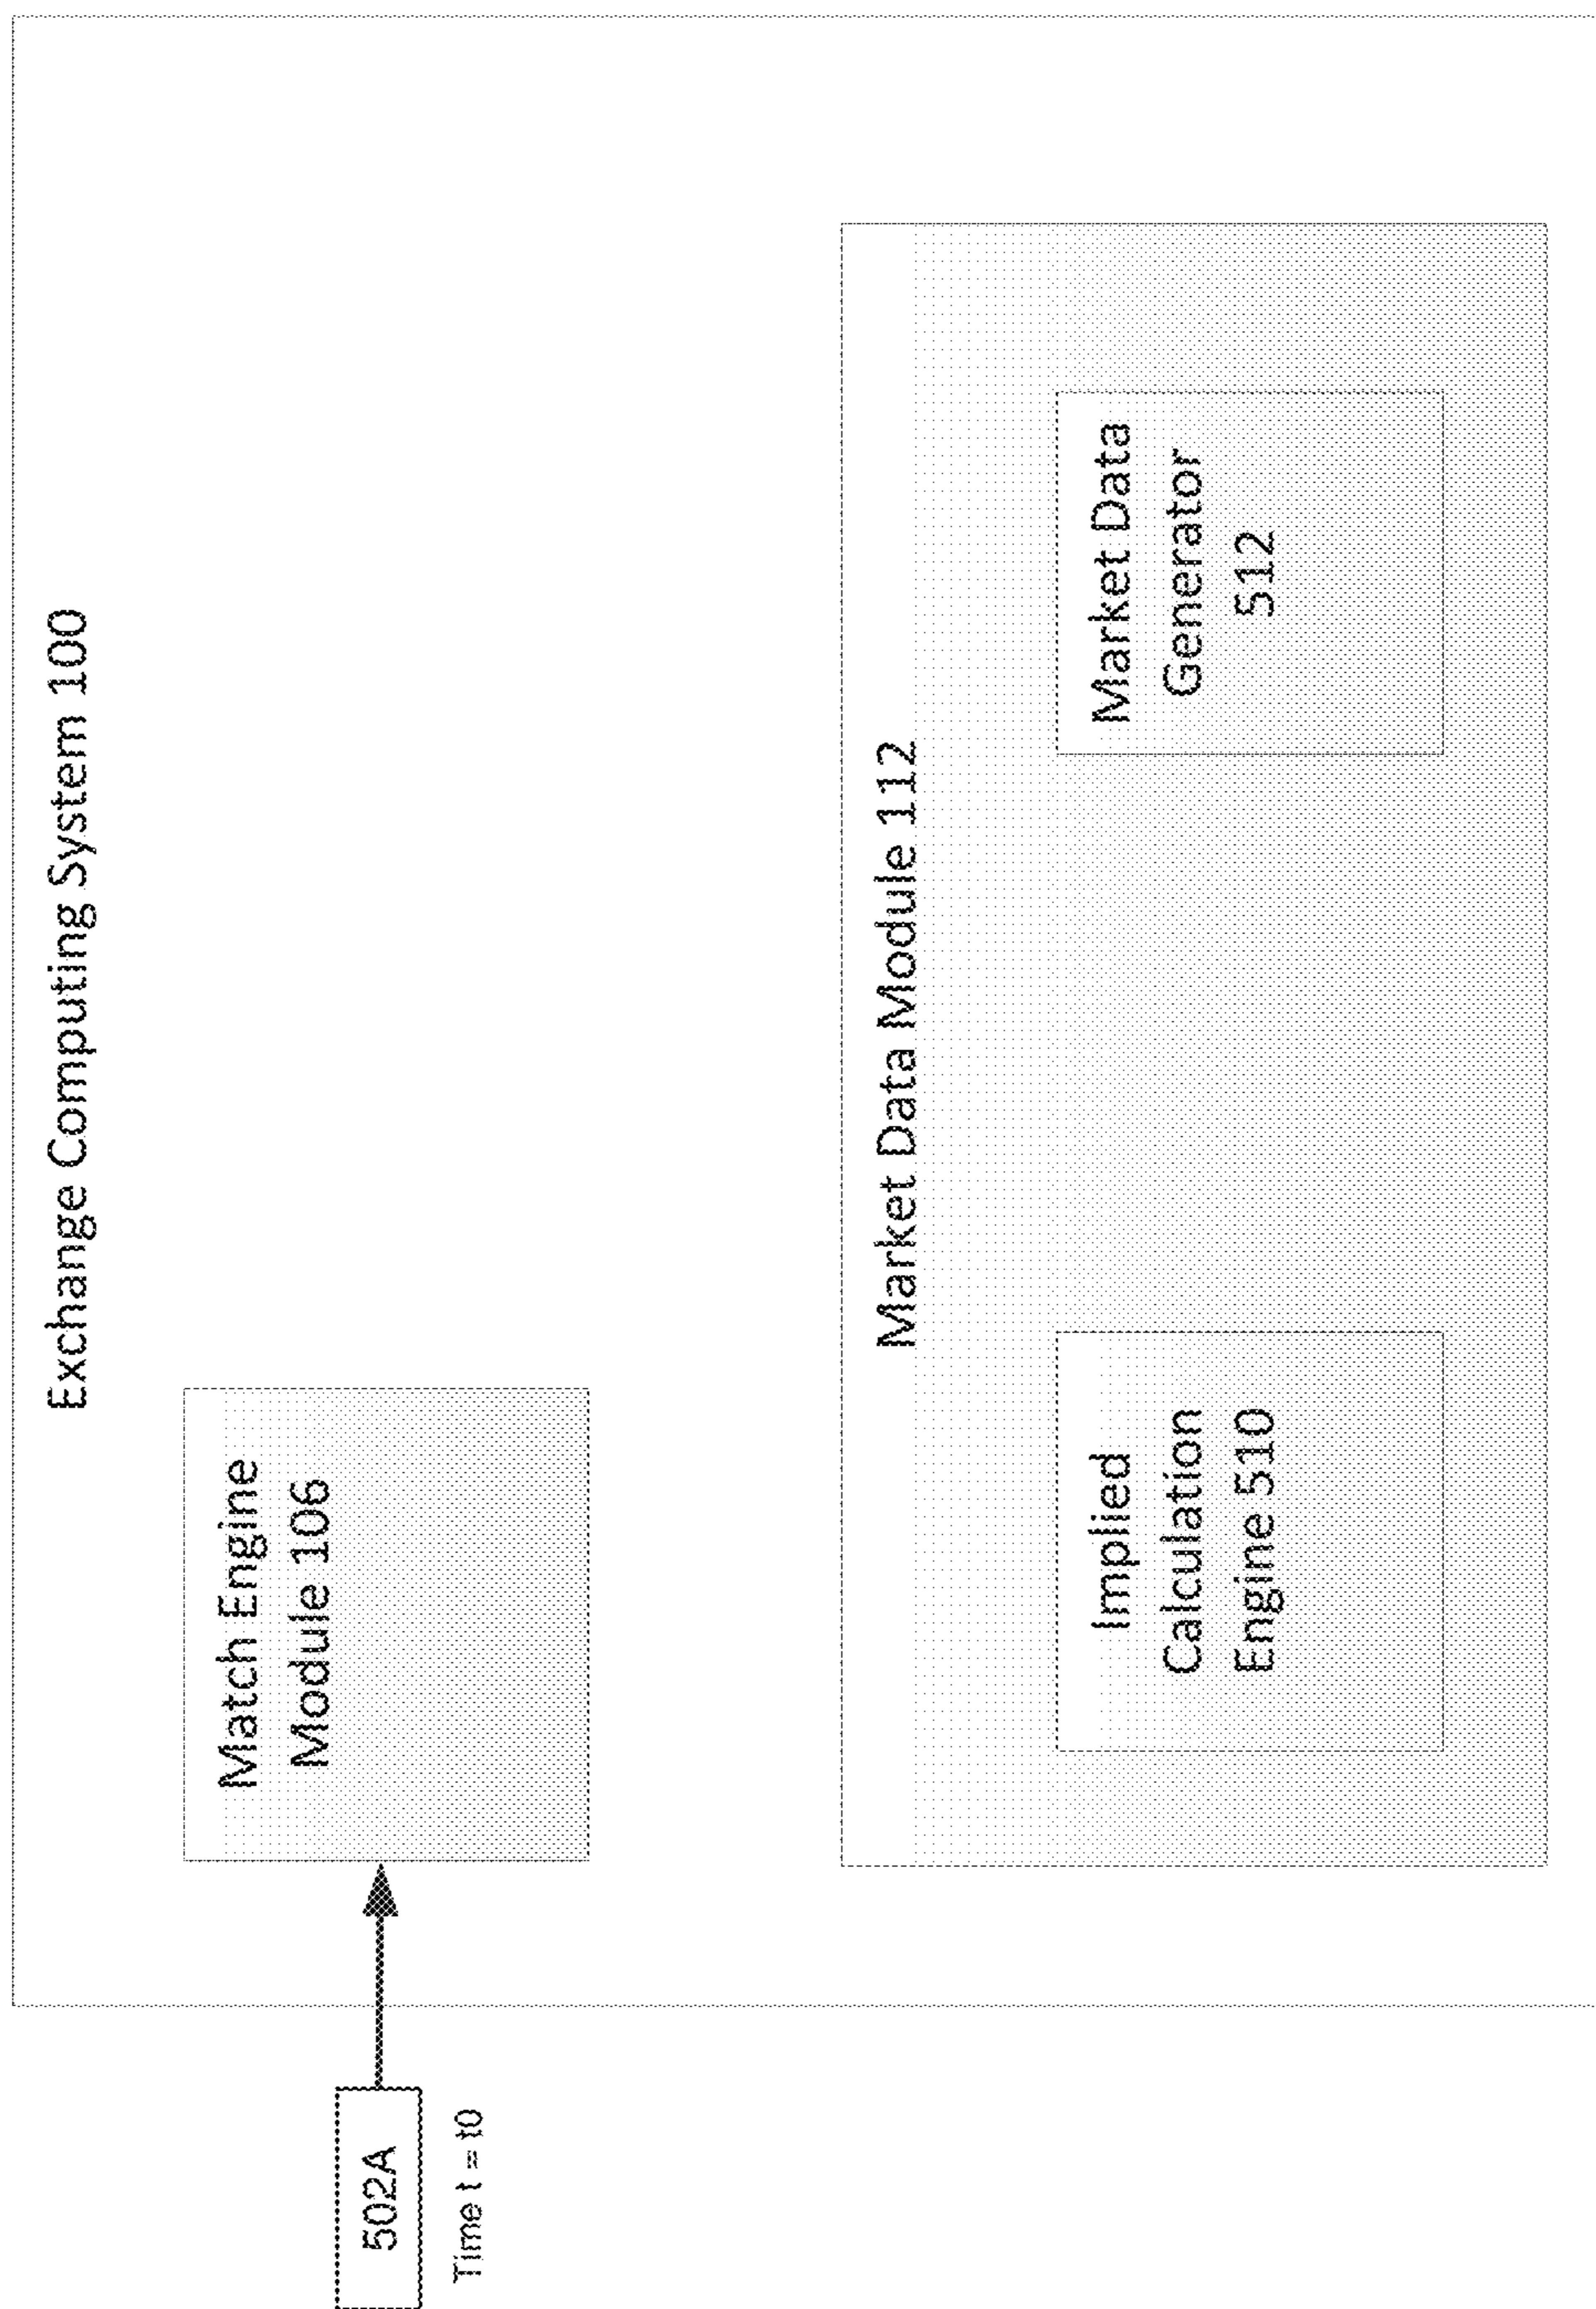 Exchange Computing System 100
502A
Time t = t0
Match Engine
Module 106
Market Data Module 112
Implied
Calculation
Engine 510
Market Data
Generator
512